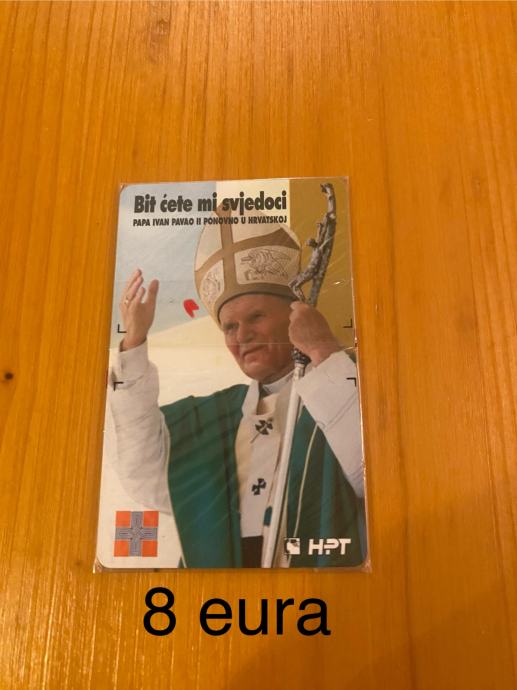 Bit ćete mi svjedoci
PAPA IVAN PAVAO II PONOVNO U HRVATSKOJ
HPT
8 eura